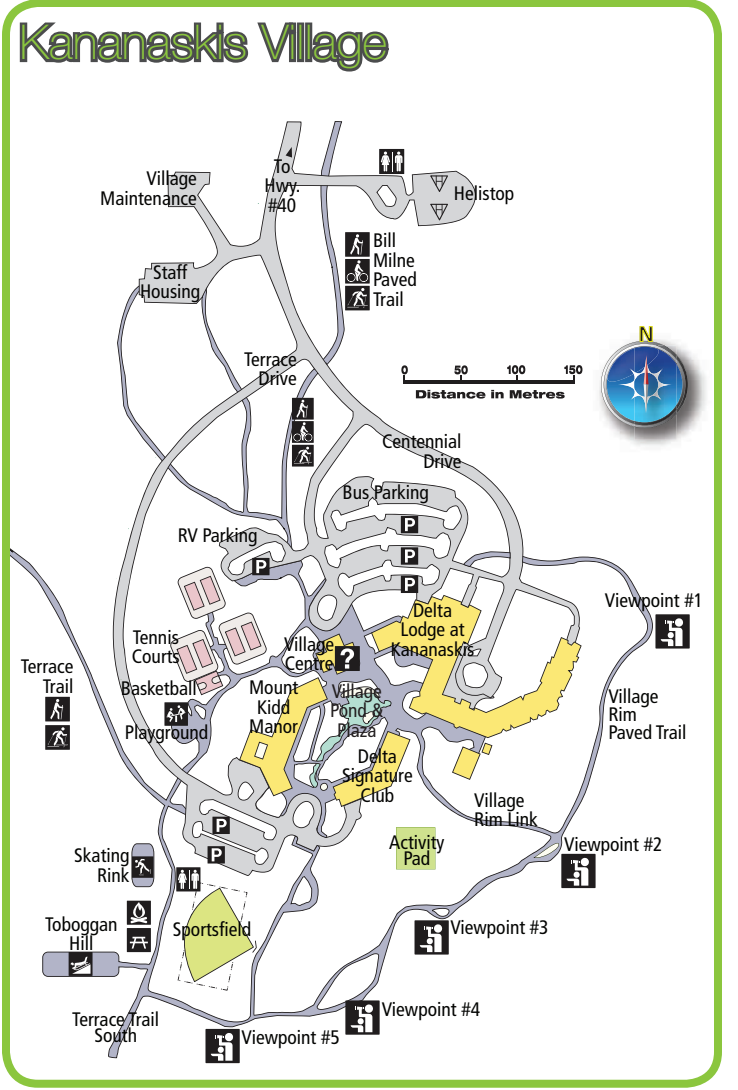 Kananaskis Village
To
Hwy.
#40
Village
Maintenance
Helistop
Bill
Milne
Paved
Trail
Staff
Housing
N
Terrace
Drive
0 50 100 150
Distance in Metres
Centennial
Drive
Bus Parking
P
RV Parking
P
P
P
Delta
Lodge at
Kananaskis
Viewpoint #1
Tennis
Courts
Village
Centre
?
Terrace
Trail
Basketball
Mount
Kidd
Manor
Village
Pond &
Plaza
Village
Rim
Paved Trail
Playground
Delta
Signature
Club
Village
Rim Link
P
P
Activity
Pad
Viewpoint #2
Skating
Rink
Toboggan
Hill
Sportsfield
Viewpoint #3
Terrace Trail
South
Viewpoint #4
Viewpoint #5